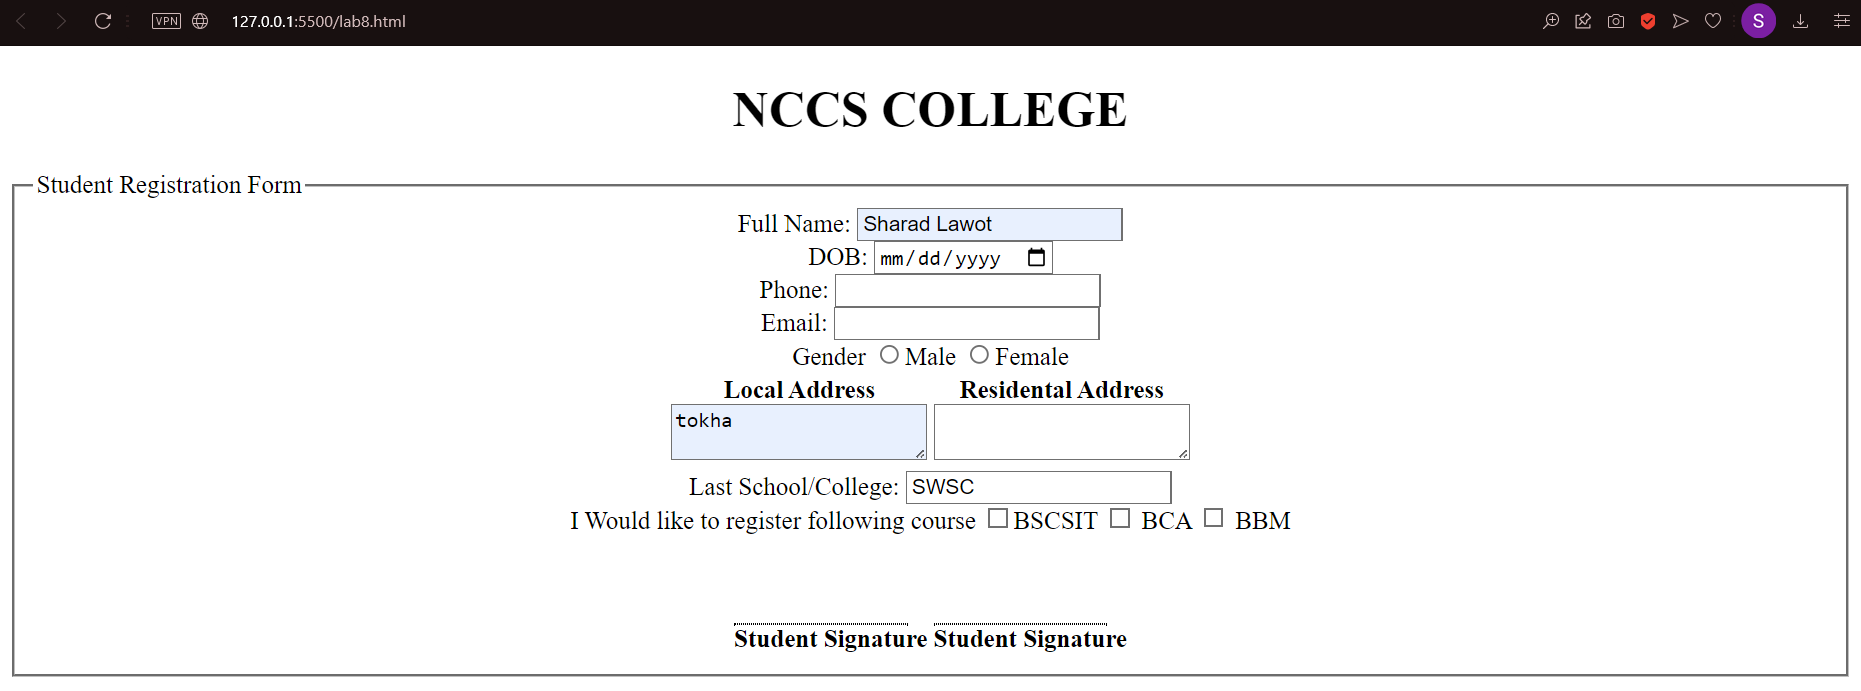 VPN 127.0.0.1:5500/lab8.html S
NCCS COLLEGE
Student Registration Form
Full Name: Sharad Lawot
DOB: mm/dd/yyyy
Phone:
Email:
Gender Male Female
Local Address Residental Address
tokha
Last School/College: SWSC
I Would like to register following course BSCSIT BCA BBM
Student Signature Student Signature